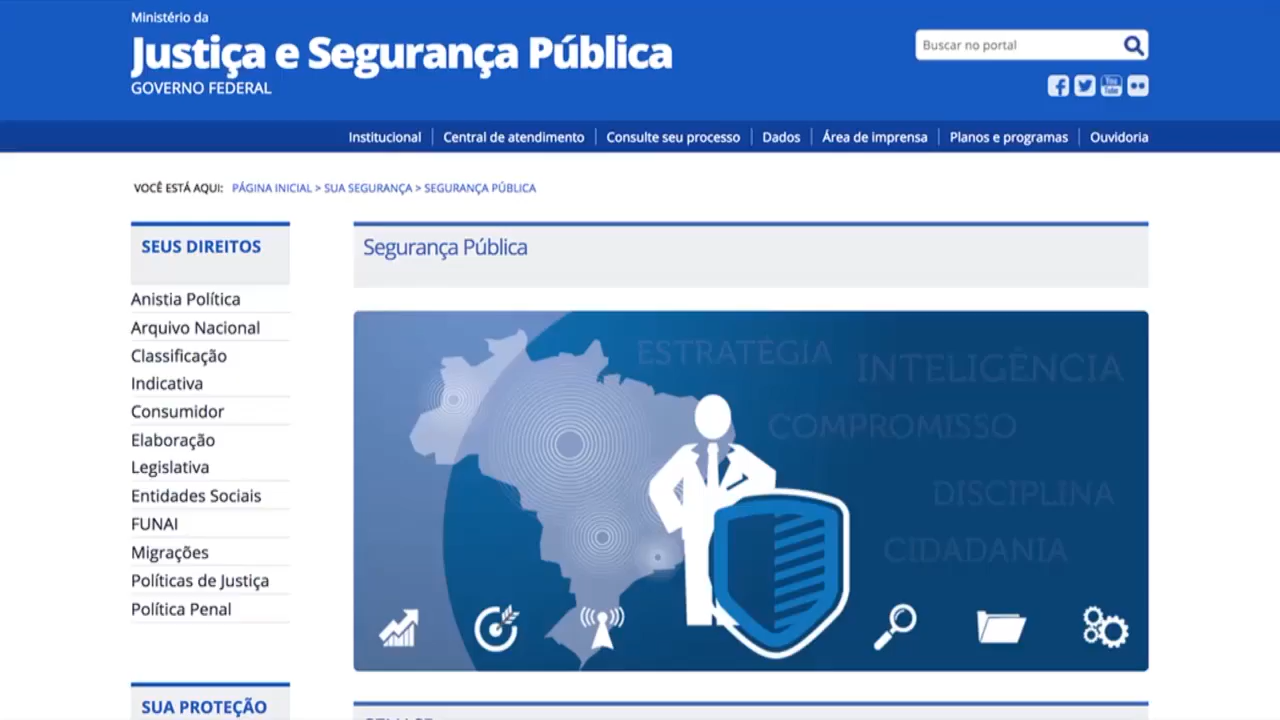 Ministério da
Justiça e Segurança Pública
GOVERNO FEDERAL
Buscar no portal
You Tube
Institucional
Central de atendimento
Consulte seu processo
Dados
Área de imprensa
Planos e programas
Ouvidoria
VOCÊ ESTÁ AQUI: PÁGINA INICIAL > SUA SEGURANÇA > SEGURANÇA PÚBLICA
SEUS DIREITOS
Anistia Política
Arquivo Nacional
Classificação
Indicativa
Consumidor
Elaboração
Legislativa
Entidades Sociais
FUNAI
Migrações
Políticas de Justiça
Política Penal
SUA PROTEÇÃO
Segurança Pública
ESTRATÉGIA
INTELIGÊNCIA
COMPROMISSO
DISCIPLINA
CIDADANIA